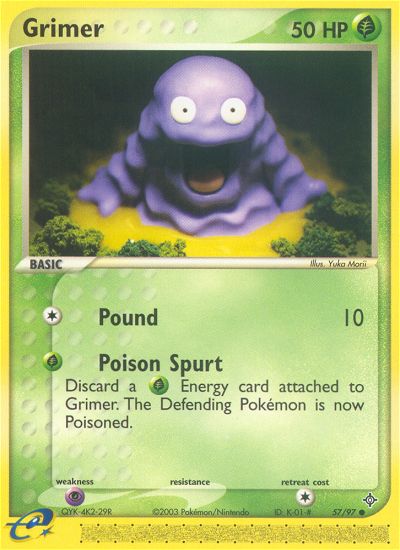 Grimer 50 HP
BASIC Illus. Yuka Morii
Pound 10
Poison Spurt
Discard a Energy card attached to
Grimer. The Defending Pokémon is now
Poisoned.
weakness resistance retreat cost
QYK-4K2-29R ©2003 Pokémon/Nintendo ID: K-01-# 57/97
e